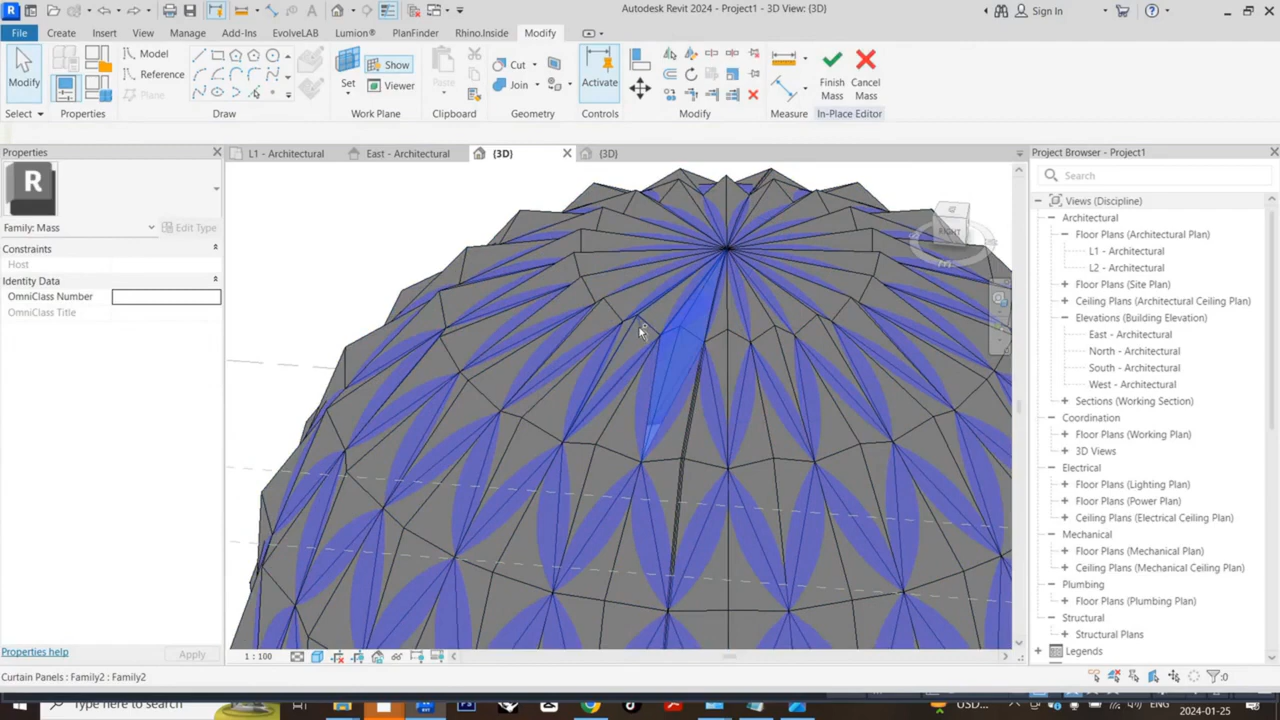 Autodesk Revit 2024 - Project1 - 3D View: {3D}
Sign In
File
Create
Insert
View
Manage
Add-Ins
EvolveLAB
Lumion®
PlanFinder
Rhino.Inside
Modify
Modify
Model
Reference
Plane
Set
Show
Viewer
Paste
Cut
Join
Activate
Finish
Mass
Cancel
Mass
Select
Properties
Draw
Work Plane
Clipboard
Geometry
Controls
Modify
Measure
In-Place Editor
Properties
L1 - Architectural
East - Architectural
{3D}
{3D}
Project Browser - Project1
R
Search
Family: Mass
Edit Type
Constraints
Host
Identity Data
OmniClass Number
OmniClass Title
RIGHT
Views (Discipline)
Architectural
Floor Plans (Architectural Plan)
L1 - Architectural
L2 - Architectural
Floor Plans (Site Plan)
Ceiling Plans (Architectural Ceiling Plan)
Elevations (Building Elevation)
East - Architectural
North - Architectural
South - Architectural
West - Architectural
Sections (Working Section)
Coordination
Floor Plans (Working Plan)
3D Views
Electrical
Floor Plans (Lighting Plan)
Floor Plans (Power Plan)
Ceiling Plans (Electrical Ceiling Plan)
Mechanical
Floor Plans (Mechanical Plan)
Ceiling Plans (Mechanical Ceiling Plan)
Plumbing
Floor Plans (Plumbing Plan)
Structural
Structural Plans
Legends
Properties help
Apply
1 : 100
Curtain Panels : Family2 : Family2
:0
Type here to search
USD...
ENG
2024-01-25